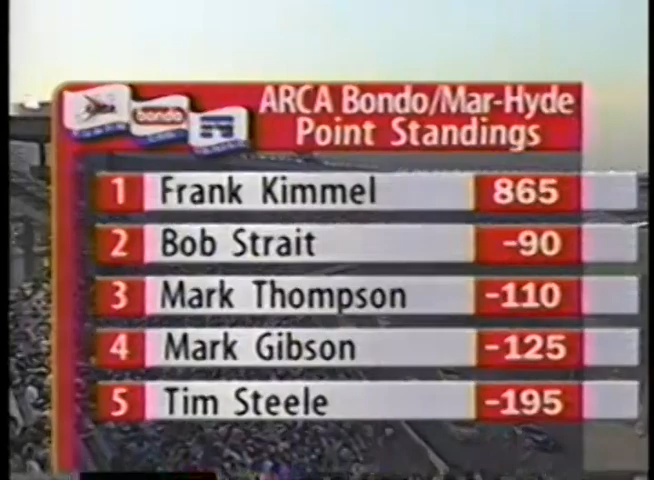 bondo
ARCA Bondo/Mar-Hyde
Point Standings
1 Frank Kimmel 865
2 Bob Strait -90
3 Mark Thompson -110
4 Mark Gibson -125
5 Tim Steele -195